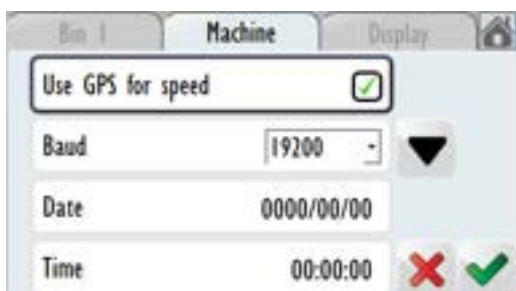 Bin 1 Machine Display
Use GPS for speed
Baud 19200
Date 0000/00/00
Time 00:00:00